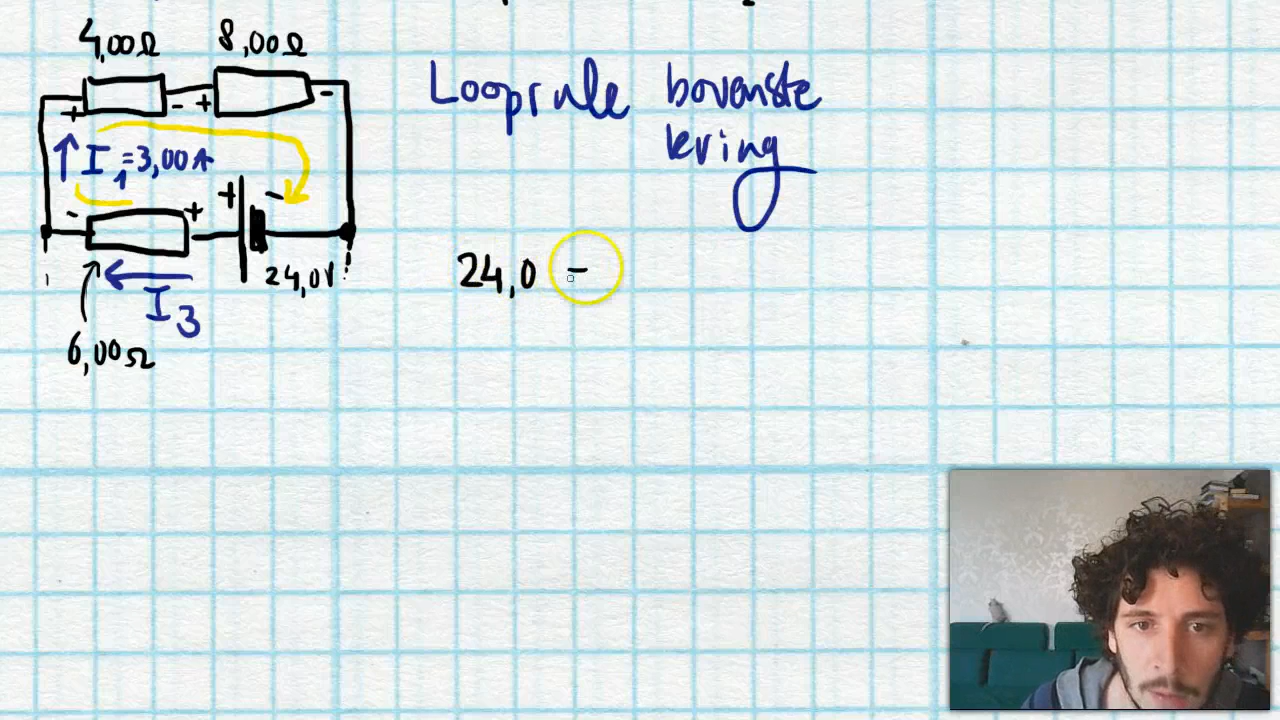 4,00Ω 8,00Ω
Looprule bovenste
kring
I₁=3,00A
24,0 -
24,0V
I₃
6,00Ω